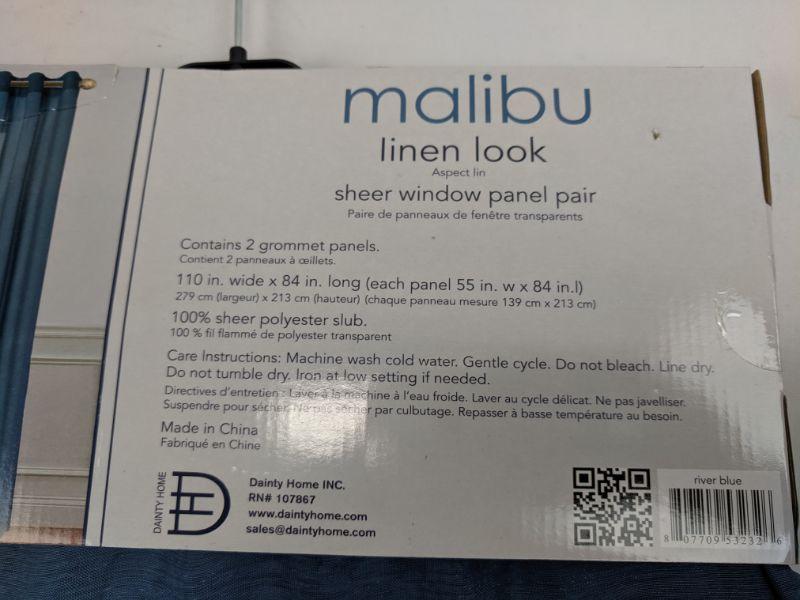 malibu
linen look
Aspect lin
sheer window panel pair
Paire de panneaux de fenêtre transparents
Contains 2 grommet panels.
Contient 2 panneaux à œillets.
110 in. wide x 84 in. long (each panel 55 in. w x 84 in.l)
279 cm (largeur) x 213 cm (hauteur) (chaque panneau mesure 139 cm x 213 cm)
100% sheer polyester slub.
100 % fil flammé de polyester transparent
Care Instructions: Machine wash cold water. Gentle cycle. Do not bleach. Line dry.
Do not tumble dry. Iron at low setting if needed.
Directives d'entretien : Laver à la machine à l'eau froide. Laver au cycle délicat. Ne pas javelliser.
Suspendre pour sécher. Ne pas sécher par culbutage. Repasser à basse température au besoin.
Made in China
Fabriqué en Chine
DAINTY HOME
DH
Dainty Home INC.
RN# 107867
www.daintyhome.com
sales@daintyhome.com
river blue
8 07709 53232 6